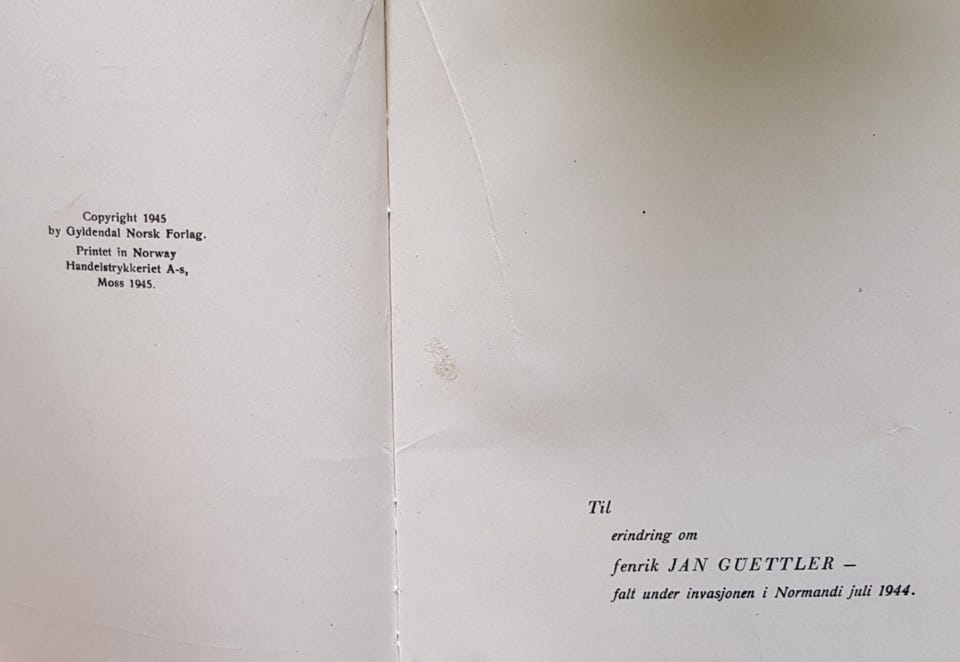 Copyright 1945
by Gyldendal Norsk Forlag.
Printet in Norway
Handelstrykkeriet A-s,
Moss 1945.
Til
erindring om
fenrik JAN GÜETTLER —
falt under invasjonen i Normandi juli 1944.